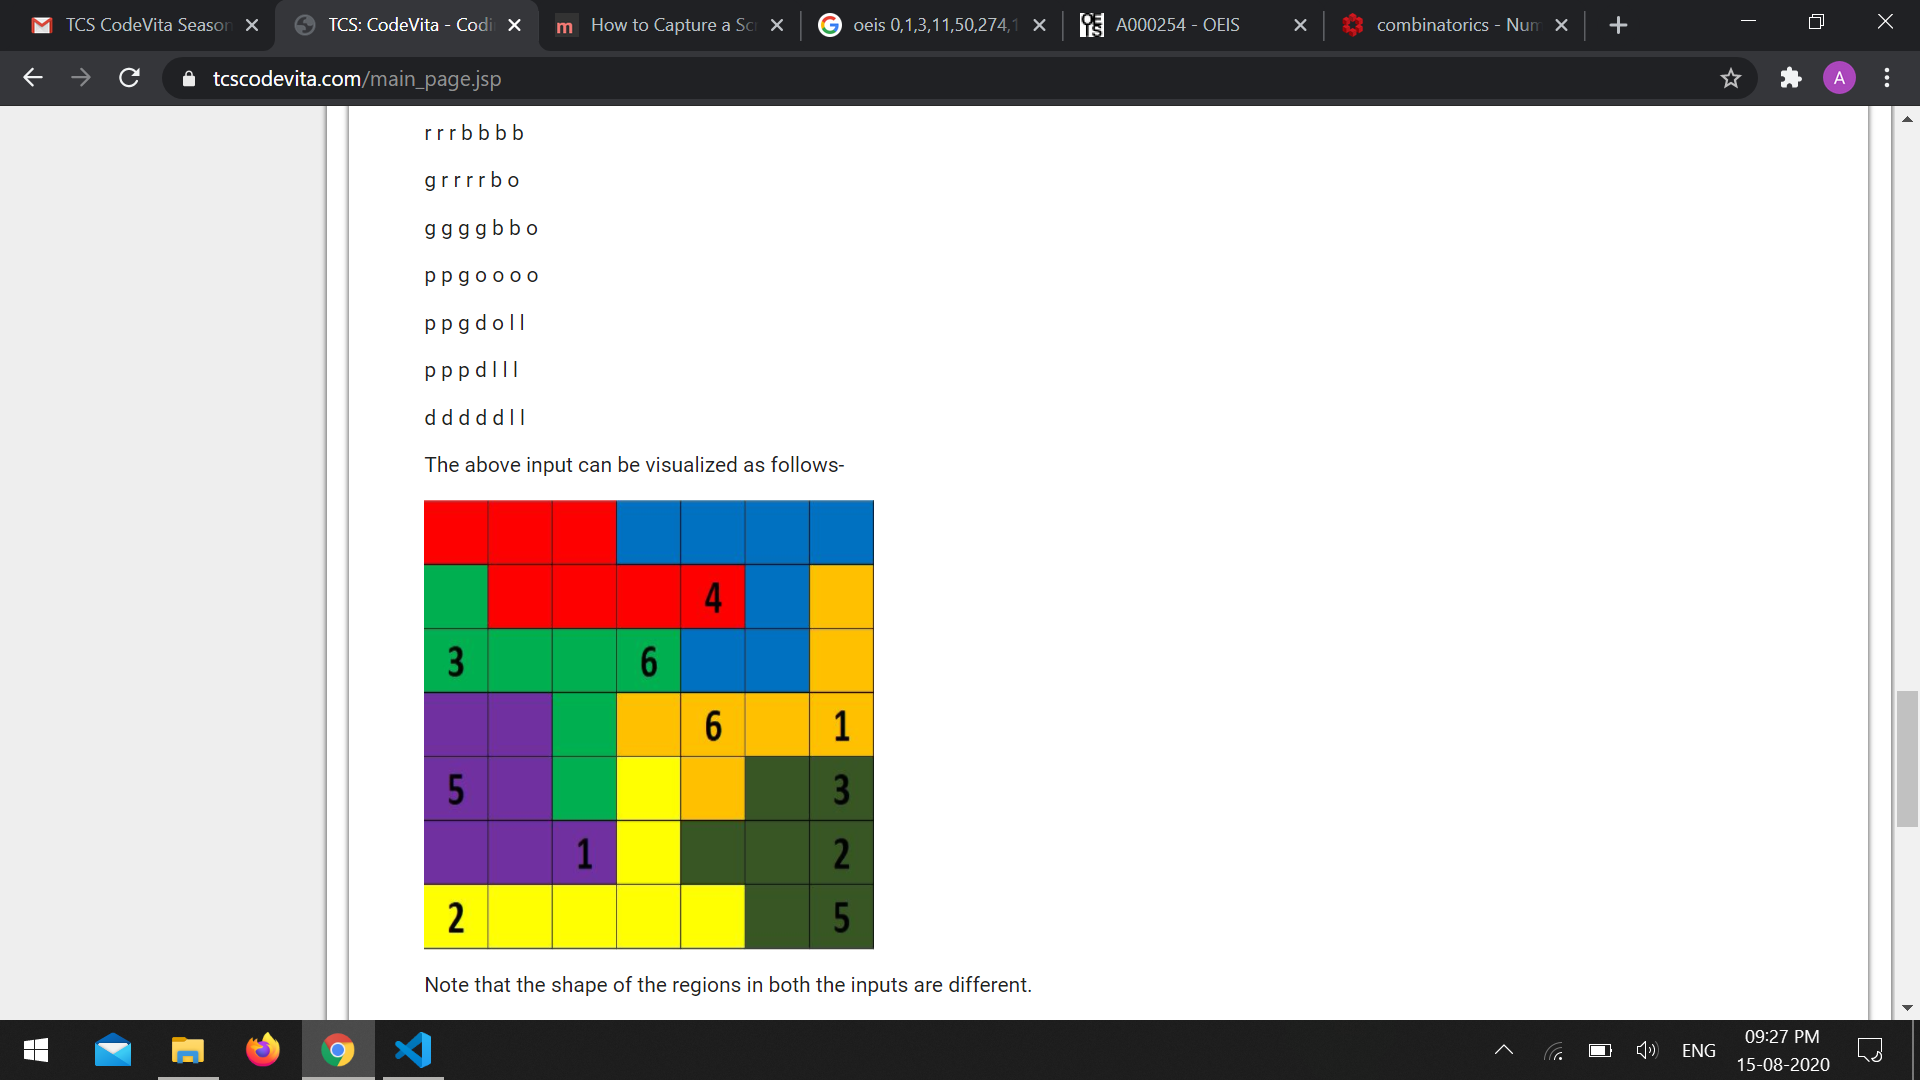 TCS CodeVita Season
TCS: CodeVita - Codi
How to Capture a Scr
oeis 0,1,3,11,50,274,1
A000254 - OEIS
combinatorics - Num
tcscodevita.com/main_page.jsp
A
r r r b b b b
g r r r r b o
g g g g b b o
p p g o o o o
p p g d o l l
p p p d l l l
d d d d d l l
The above input can be visualized as follows-
4
3 6
6 1
5 3
1 2
2 5
Note that the shape of the regions in both the inputs are different.
ENG
09:27 PM
15-08-2020